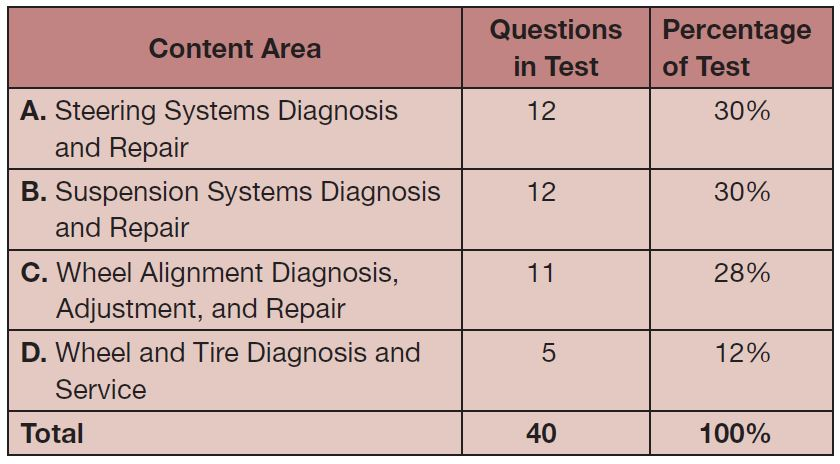 Content Area
Questions in Test
Percentage of Test
A. Steering Systems Diagnosis
and Repair
12
30%
B. Suspension Systems Diagnosis
and Repair
12
30%
C. Wheel Alignment Diagnosis,
Adjustment, and Repair
11
28%
D. Wheel and Tire Diagnosis and
Service
5
12%
Total
40
100%